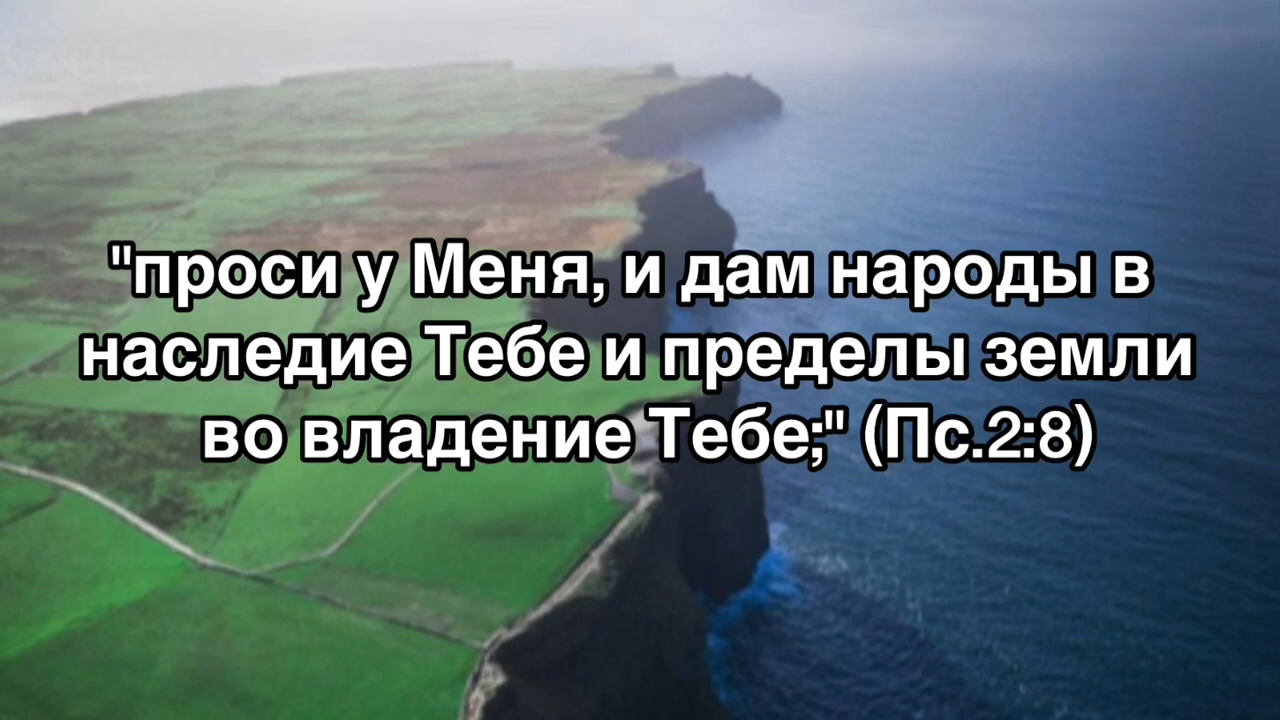 "проси у Меня, и дам народы в
наследие Тебе и пределы земли
во владение Тебе;" (Пс.2:8)